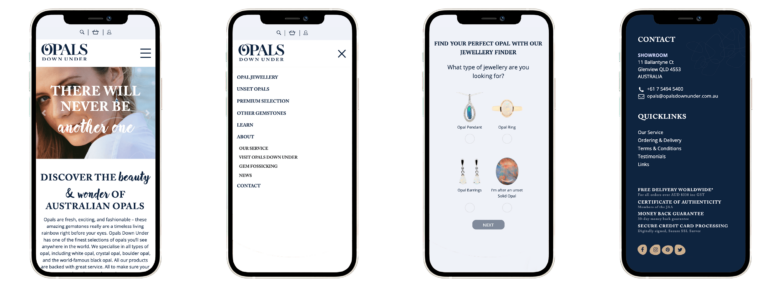 OPALS
DOWN UNDER
THERE WILL
NEVER BE
another one
DISCOVER THE beauty
& wonder OF
AUSTRALIAN OPALS
Opals are fresh, exciting, and fashionable - these
amazing gemstones really are a timeless living
rainbow right before your eyes. Opals Down Under
has one of the finest selections of opals you'll see
anywhere in the world. We specialise in all types of
opal, including white opal, crystal opal, boulder opal,
and the world-famous black opal. All our products
are backed with great service. All to make sure your
OPALS
DOWN UNDER
OPAL JEWELLERY
UNSET OPALS
PREMIUM SELECTION
OTHER GEMSTONES
LEARN
ABOUT
OUR SERVICE
VISIT OPALS DOWN UNDER
GEM FOSSICKING
NEWS
CONTACT
FIND YOUR PERFECT OPAL WITH OUR
JEWELLERY FINDER
What type of jewellery are you
looking for?
Opal Pendant
Opal Ring
Opal Earrings
I'm after an unset
Solid Opal
NEXT
CONTACT
SHOWROOM
11 Ballantyne Ct
Glenview QLD 4553
AUSTRALIA
+61 7 5494 5400
opals@opalsdownunder.com.au
QUICKLINKS
Our Service
Ordering & Delivery
Terms & Conditions
Testimonials
Links
FREE DELIVERY WORLDWIDE*
CERTIFICATE OF AUTHENTICITY
MONEY BACK GUARANTEE
SECURE CREDIT CARD PROCESSING